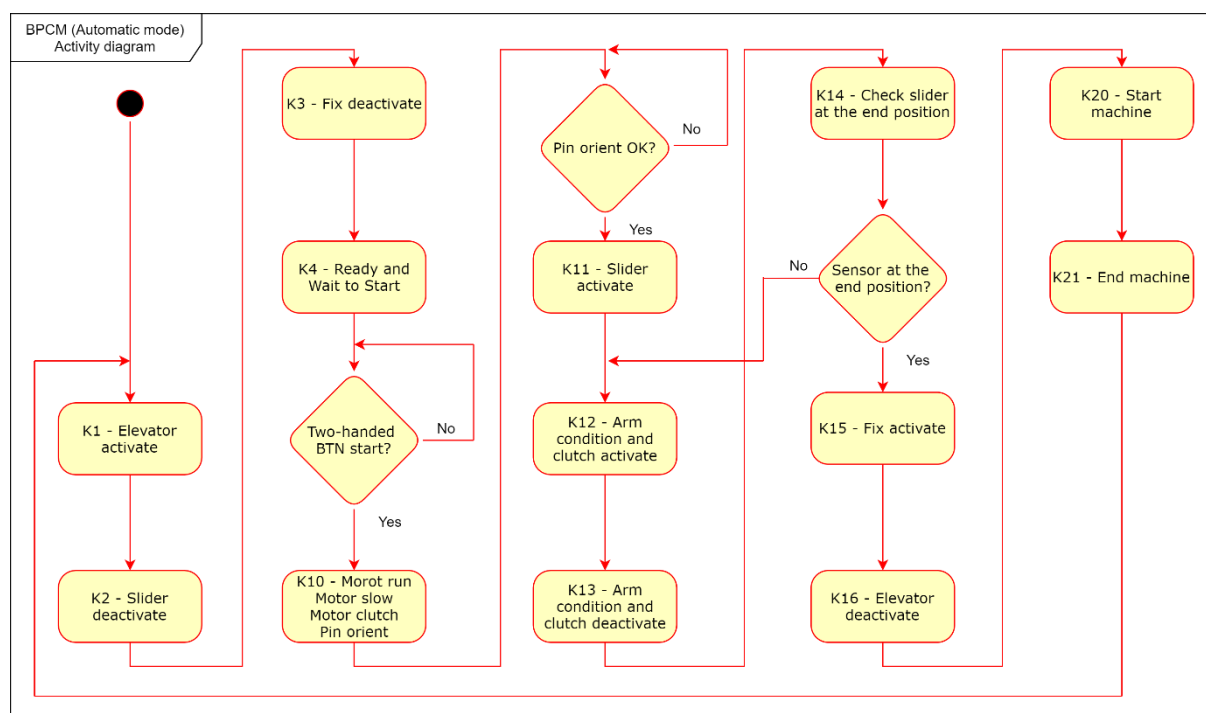 BPCM (Automatic mode)
Activity diagram
K3 - Fix deactivate
K4 - Ready and
Wait to Start
Two-handed
BTN start?
No
Yes
K10 - Morot run
Motor slow
Motor clutch
Pin orient
K1 - Elevator
activate
K2 - Slider
deactivate
Pin orient OK?
No
Yes
K11 - Slider
activate
K12 - Arm
condition and
clutch activate
K13 - Arm
condition and
clutch deactivate
K14 - Check slider
at the end position
Sensor at the
end position?
No
Yes
K15 - Fix activate
K16 - Elevator
deactivate
K20 - Start
machine
K21 - End machine